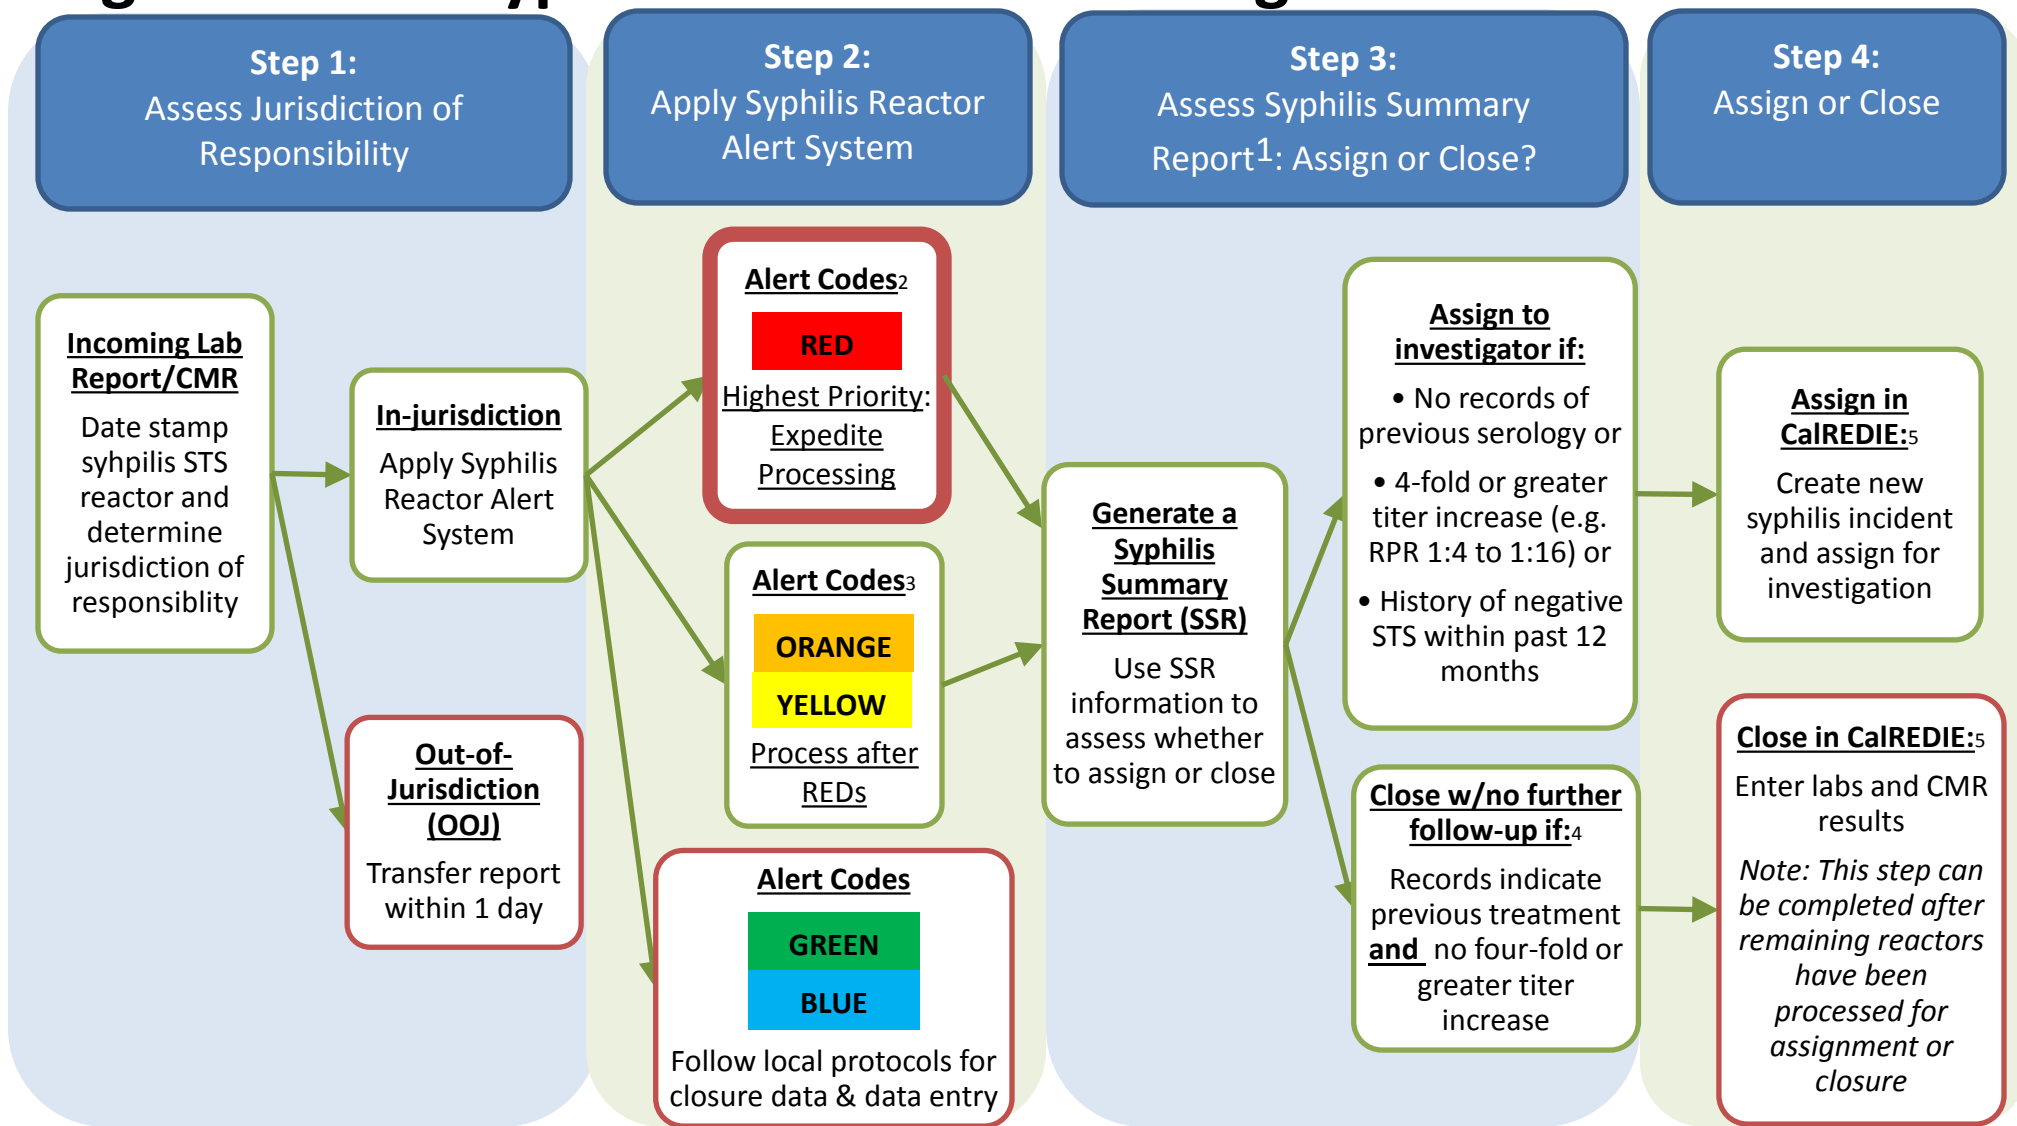 Step 1:
Assess Jurisdiction of
Responsibility
Step 2:
Apply Syphilis Reactor
Alert System
Step 3:
Assess Syphilis Summary
Report1: Assign or Close?
Step 4:
Assign or Close
Incoming Lab
Report/CMR
Date stamp
syhpilis STS
reactor and
determine
jurisdiction of
responsiblity
In-jurisdiction
Apply Syphilis
Reactor Alert
System
Out-of-
Jurisdiction
(OOJ)
Transfer report
within 1 day
Alert Codes2
RED
Highest Priority:
Expedite
Processing
Alert Codes3
ORANGE
YELLOW
Process after
REDs
Alert Codes
GREEN
BLUE
Follow local protocols for
closure data & data entry
Generate a
Syphilis
Summary
Report (SSR)
Use SSR
information to
assess whether
to assign or close
Assign to
investigator if:
• No records of
previous serology or
• 4-fold or greater
titer increase (e.g.
RPR 1:4 to 1:16) or
• History of negative
STS within past 12
months
Close w/no further
follow-up if:4
Records indicate
previous treatment
and no four-fold or
greater titer
increase
Assign in
CalREDIE:5
Create new
syphilis incident
and assign for
investigation
Close in CalREDIE:5
Enter labs and CMR
results
Note: This step can
be completed after
remaining reactors
have been
processed for
assignment or
closure